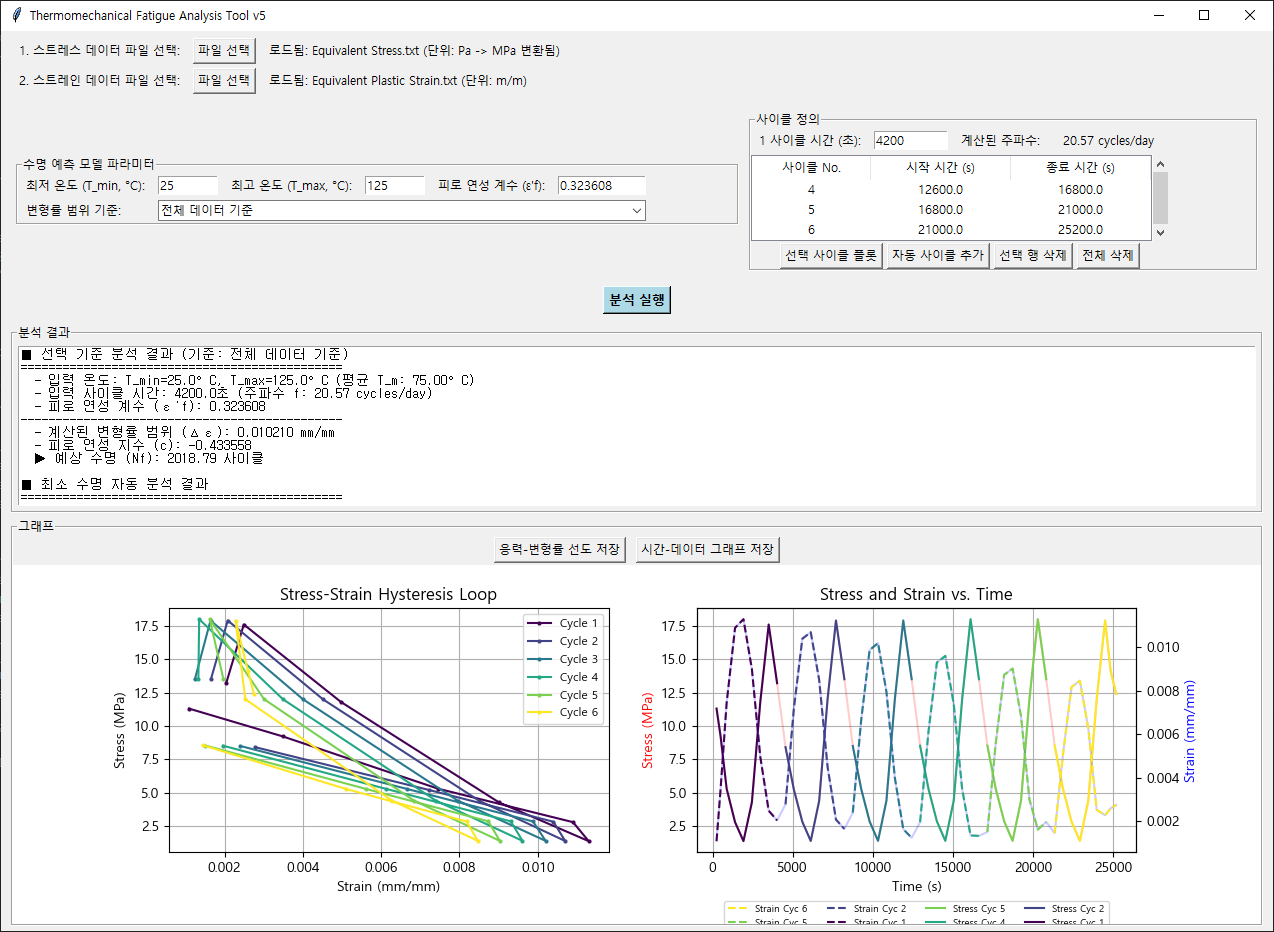 Thermomechanical Fatigue Analysis Tool v5
1. 스트레스 데이터 파일 선택: 파일 선택 로드됨: Equivalent Stress.txt (단위: Pa -> MPa 변환됨)
2. 스트레인 데이터 파일 선택: 파일 선택 로드됨: Equivalent Plastic Strain.txt (단위: m/m)
수명 예측 모델 파라미터
최저 온도 (T_min, °C): 25 최고 온도 (T_max, °C): 125 피로 연성 계수 (ε'f): 0.323608
변형률 범위 기준: 전체 데이터 기준
사이클 정의
1 사이클 시간 (초): 4200 계산된 주파수: 20.57 cycles/day
사이클 No. 시작 시간 (s) 종료 시간 (s)
4 12600.0 16800.0
5 16800.0 21000.0
6 21000.0 25200.0
선택 사이클 플롯 자동 사이클 추가 선택 행 삭제 전체 삭제
분석 실행
분석 결과
■ 선택 기준 분석 결과 (기준: 전체 데이터 기준)
==============================================
- 입력 온도: T_min=25.0° C, T_max=125.0° C (평균 T_m: 75.00° C)
- 입력 사이클 시간: 4200.0초 (주파수 f: 20.57 cycles/day)
- 피로 연성 계수 (ε'f): 0.323608
----------------------------------------------
- 계산된 변형률 범위 (Δε): 0.010210 mm/mm
- 피로 연성 지수 (c): -0.433558
▶ 예상 수명 (Nf): 2018.79 사이클
■ 최소 수명 자동 분석 결과
==============================================
그래프
응력-변형률 선도 저장 시간-데이터 그래프 저장
Stress-Strain Hysteresis Loop
Stress (MPa)
17.5
15.0
12.5
10.0
7.5
5.0
2.5
0.002 0.004 0.006 0.008 0.010
Strain (mm/mm)
Cycle 1
Cycle 2
Cycle 3
Cycle 4
Cycle 5
Cycle 6
Stress and Strain vs. Time
Stress (MPa)
17.5
15.0
12.5
10.0
7.5
5.0
2.5
0 5000 10000 15000 20000 25000
Time (s)
0.010
0.008
0.006
0.004
0.002
Strain (mm/mm)
Strain Cyc 6 Strain Cyc 2 Stress Cyc 5 Stress Cyc 2
Strain Cyc 5 Strain Cyc 1 Stress Cyc 4 Stress Cyc 1